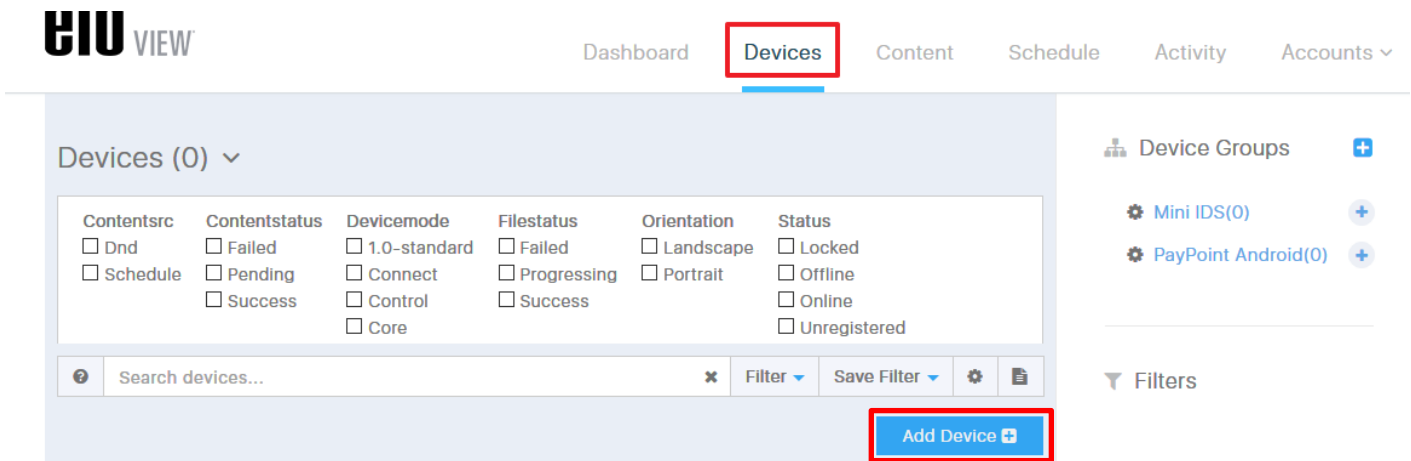 elo VIEW
Dashboard Devices Content Schedule Activity Accounts
Devices (0)
Device Groups
Contentsrc Contentstatus Devicemode Filestatus Orientation Status
Dnd Failed 1.0-standard Failed Landscape Locked
Schedule Pending Connect Progressing Portrait Offline
Success Control Success Online
Core Unregistered
Mini IDS(0)
PayPoint Android(0)
Search devices... Filter Save Filter
Filters
Add Device